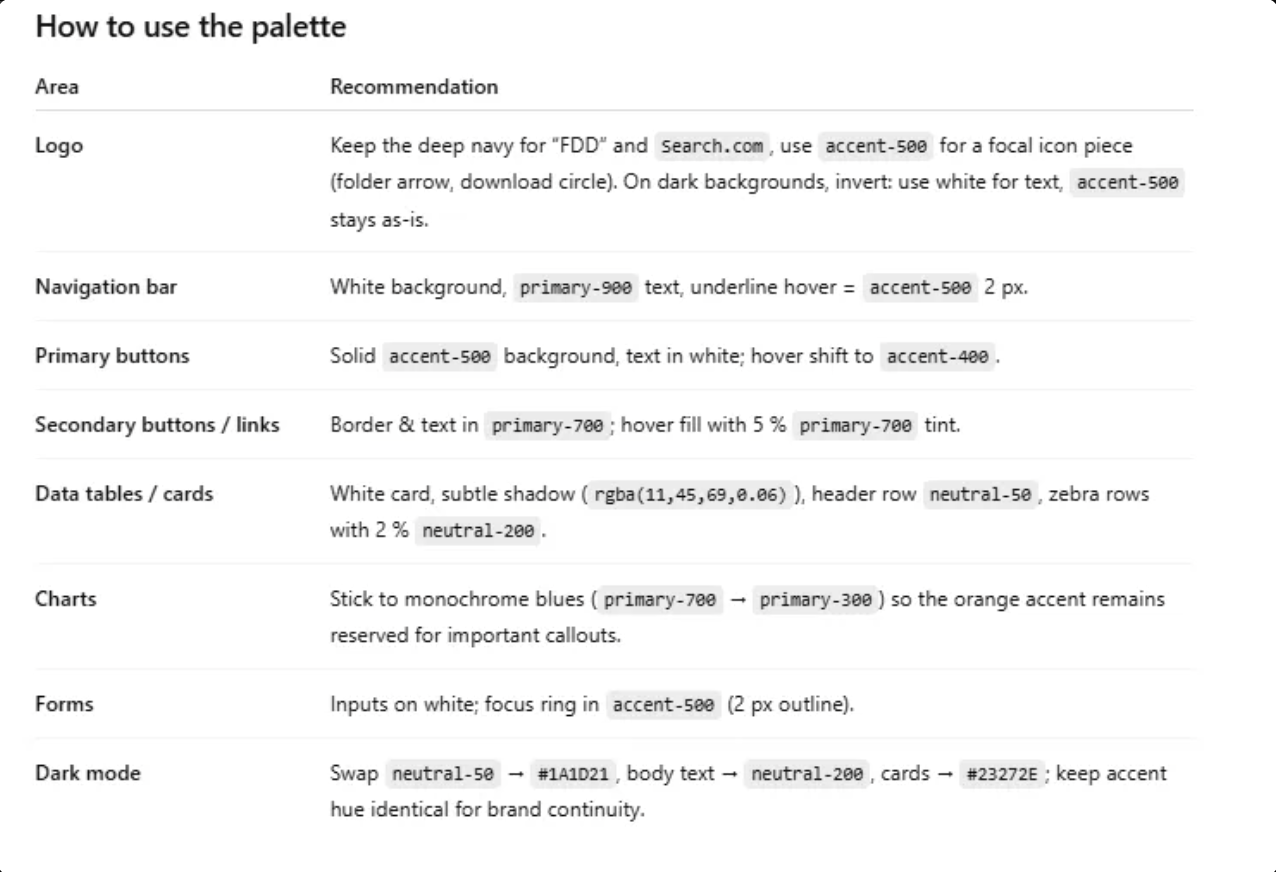 How to use the palette
Area Recommendation
Logo Keep the deep navy for “FDD” and Search.com, use accent-500 for a focal icon piece
(folder arrow, download circle). On dark backgrounds, invert: use white for text, accent-500
stays as-is.
Navigation bar White background, primary-900 text, underline hover = accent-500 2 px.
Primary buttons Solid accent-500 background, text in white; hover shift to accent-400.
Secondary buttons / links Border & text in primary-700; hover fill with 5 % primary-700 tint.
Data tables / cards White card, subtle shadow (rgba(11,45,69,0.06)), header row neutral-50, zebra rows
with 2 % neutral-200.
Charts Stick to monochrome blues (primary-700 → primary-300) so the orange accent remains
reserved for important callouts.
Forms Inputs on white; focus ring in accent-500 (2 px outline).
Dark mode Swap neutral-50 → #1A1D21, body text → neutral-200, cards → #23272E; keep accent
hue identical for brand continuity.